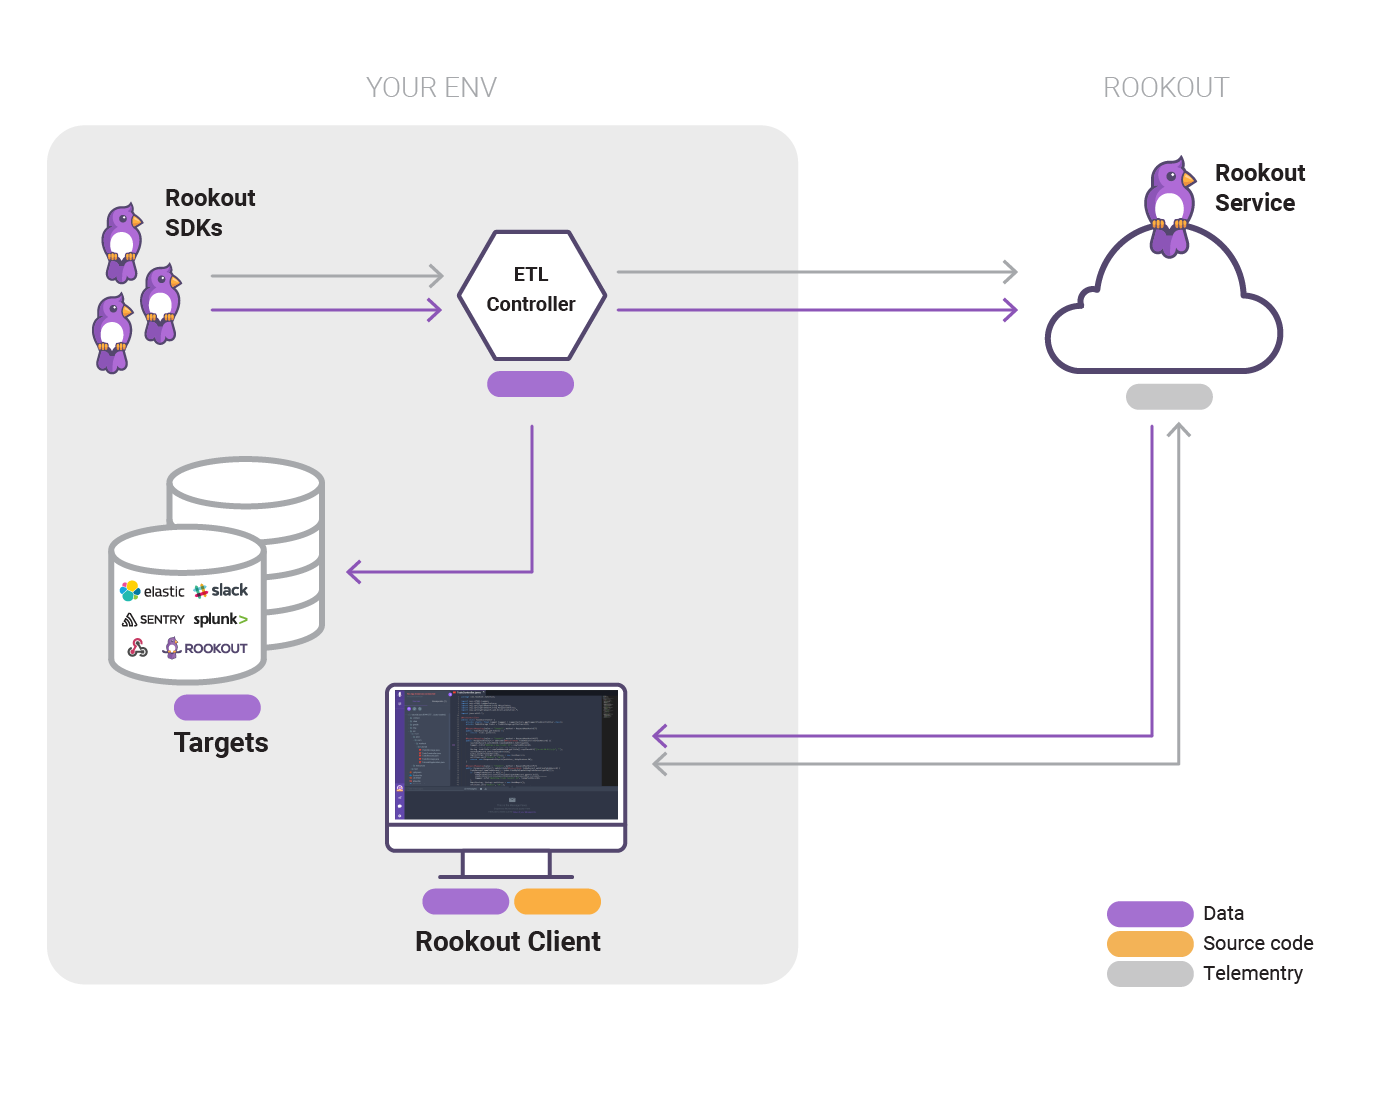 YOUR ENV
ROOKOUT
Rookout
SDKs
ETL
Controller
Rookout
Service
elastic
slack
SENTRY
splunk>
ROOKOUT
Targets
Rookout Client
Data
Source code
Telementry